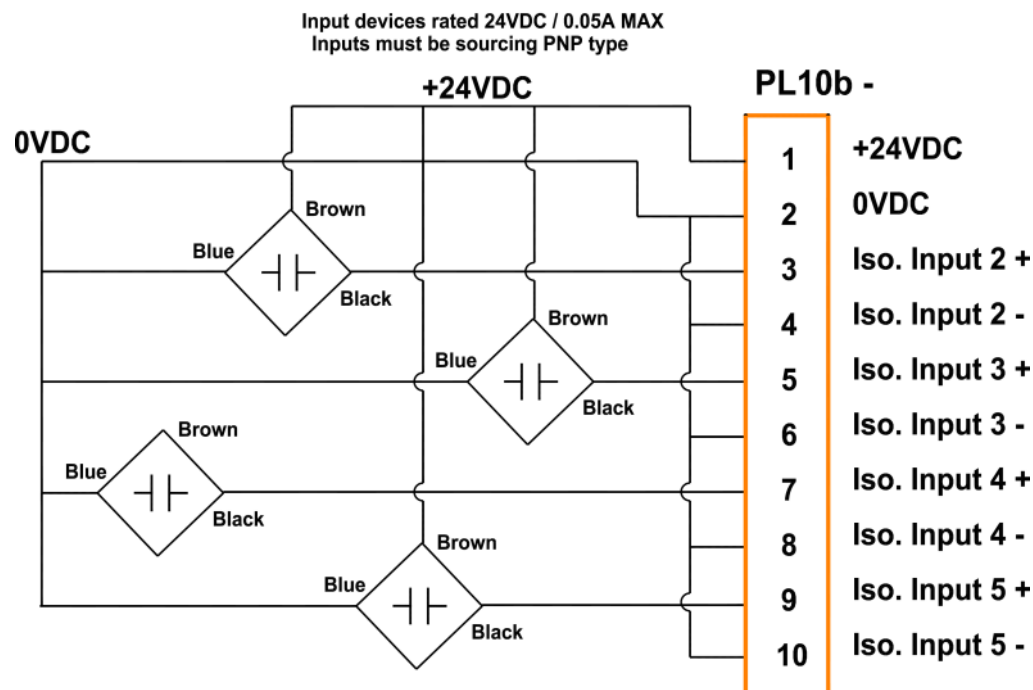 Input devices rated 24VDC / 0.05A MAX
Inputs must be sourcing PNP type
+24VDC
PL10b -
0VDC
1
+24VDC
2
0VDC
Brown
Blue
Black
3
Iso. Input 2 +
4
Iso. Input 2 -
Brown
Blue
Black
5
Iso. Input 3 +
6
Iso. Input 3 -
Brown
Blue
Black
7
Iso. Input 4 +
8
Iso. Input 4 -
Brown
Blue
Black
9
Iso. Input 5 +
10
Iso. Input 5 -